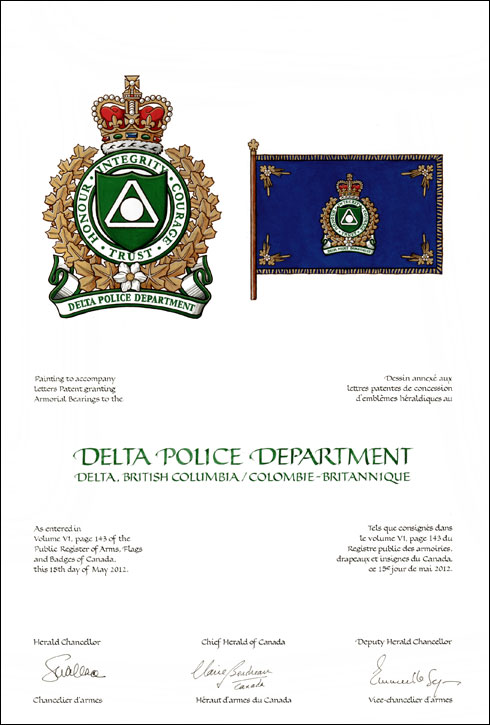 HONOUR · INTEGRITY · COURAGE · TRUST
DELTA POLICE DEPARTMENT
Painting to accompany
Letters Patent granting
Armorial Bearings to the
Dessin annexé aux
lettres patentes de concession
d'emblèmes héraldiques au
DELTA POLICE DEPARTMENT
DELTA, BRITISH COLUMBIA / COLOMBIE-BRITANNIQUE
As entered in
Volume VI, page 143 of the
Public Register of Arms, Flags
and Badges of Canada,
this 15th day of May 2012.
Tels que consignés dans
le volume VI, page 143 du
Registre public des armoiries,
drapeaux et insignes du Canada,
ce 15e jour de mai 2012.
Herald Chancellor
Chief Herald of Canada
Deputy Herald Chancellor
Claire Boudreau
Canada
Chancelier d'armes
Héraut d'armes du Canada
Vice-chancelier d'armes